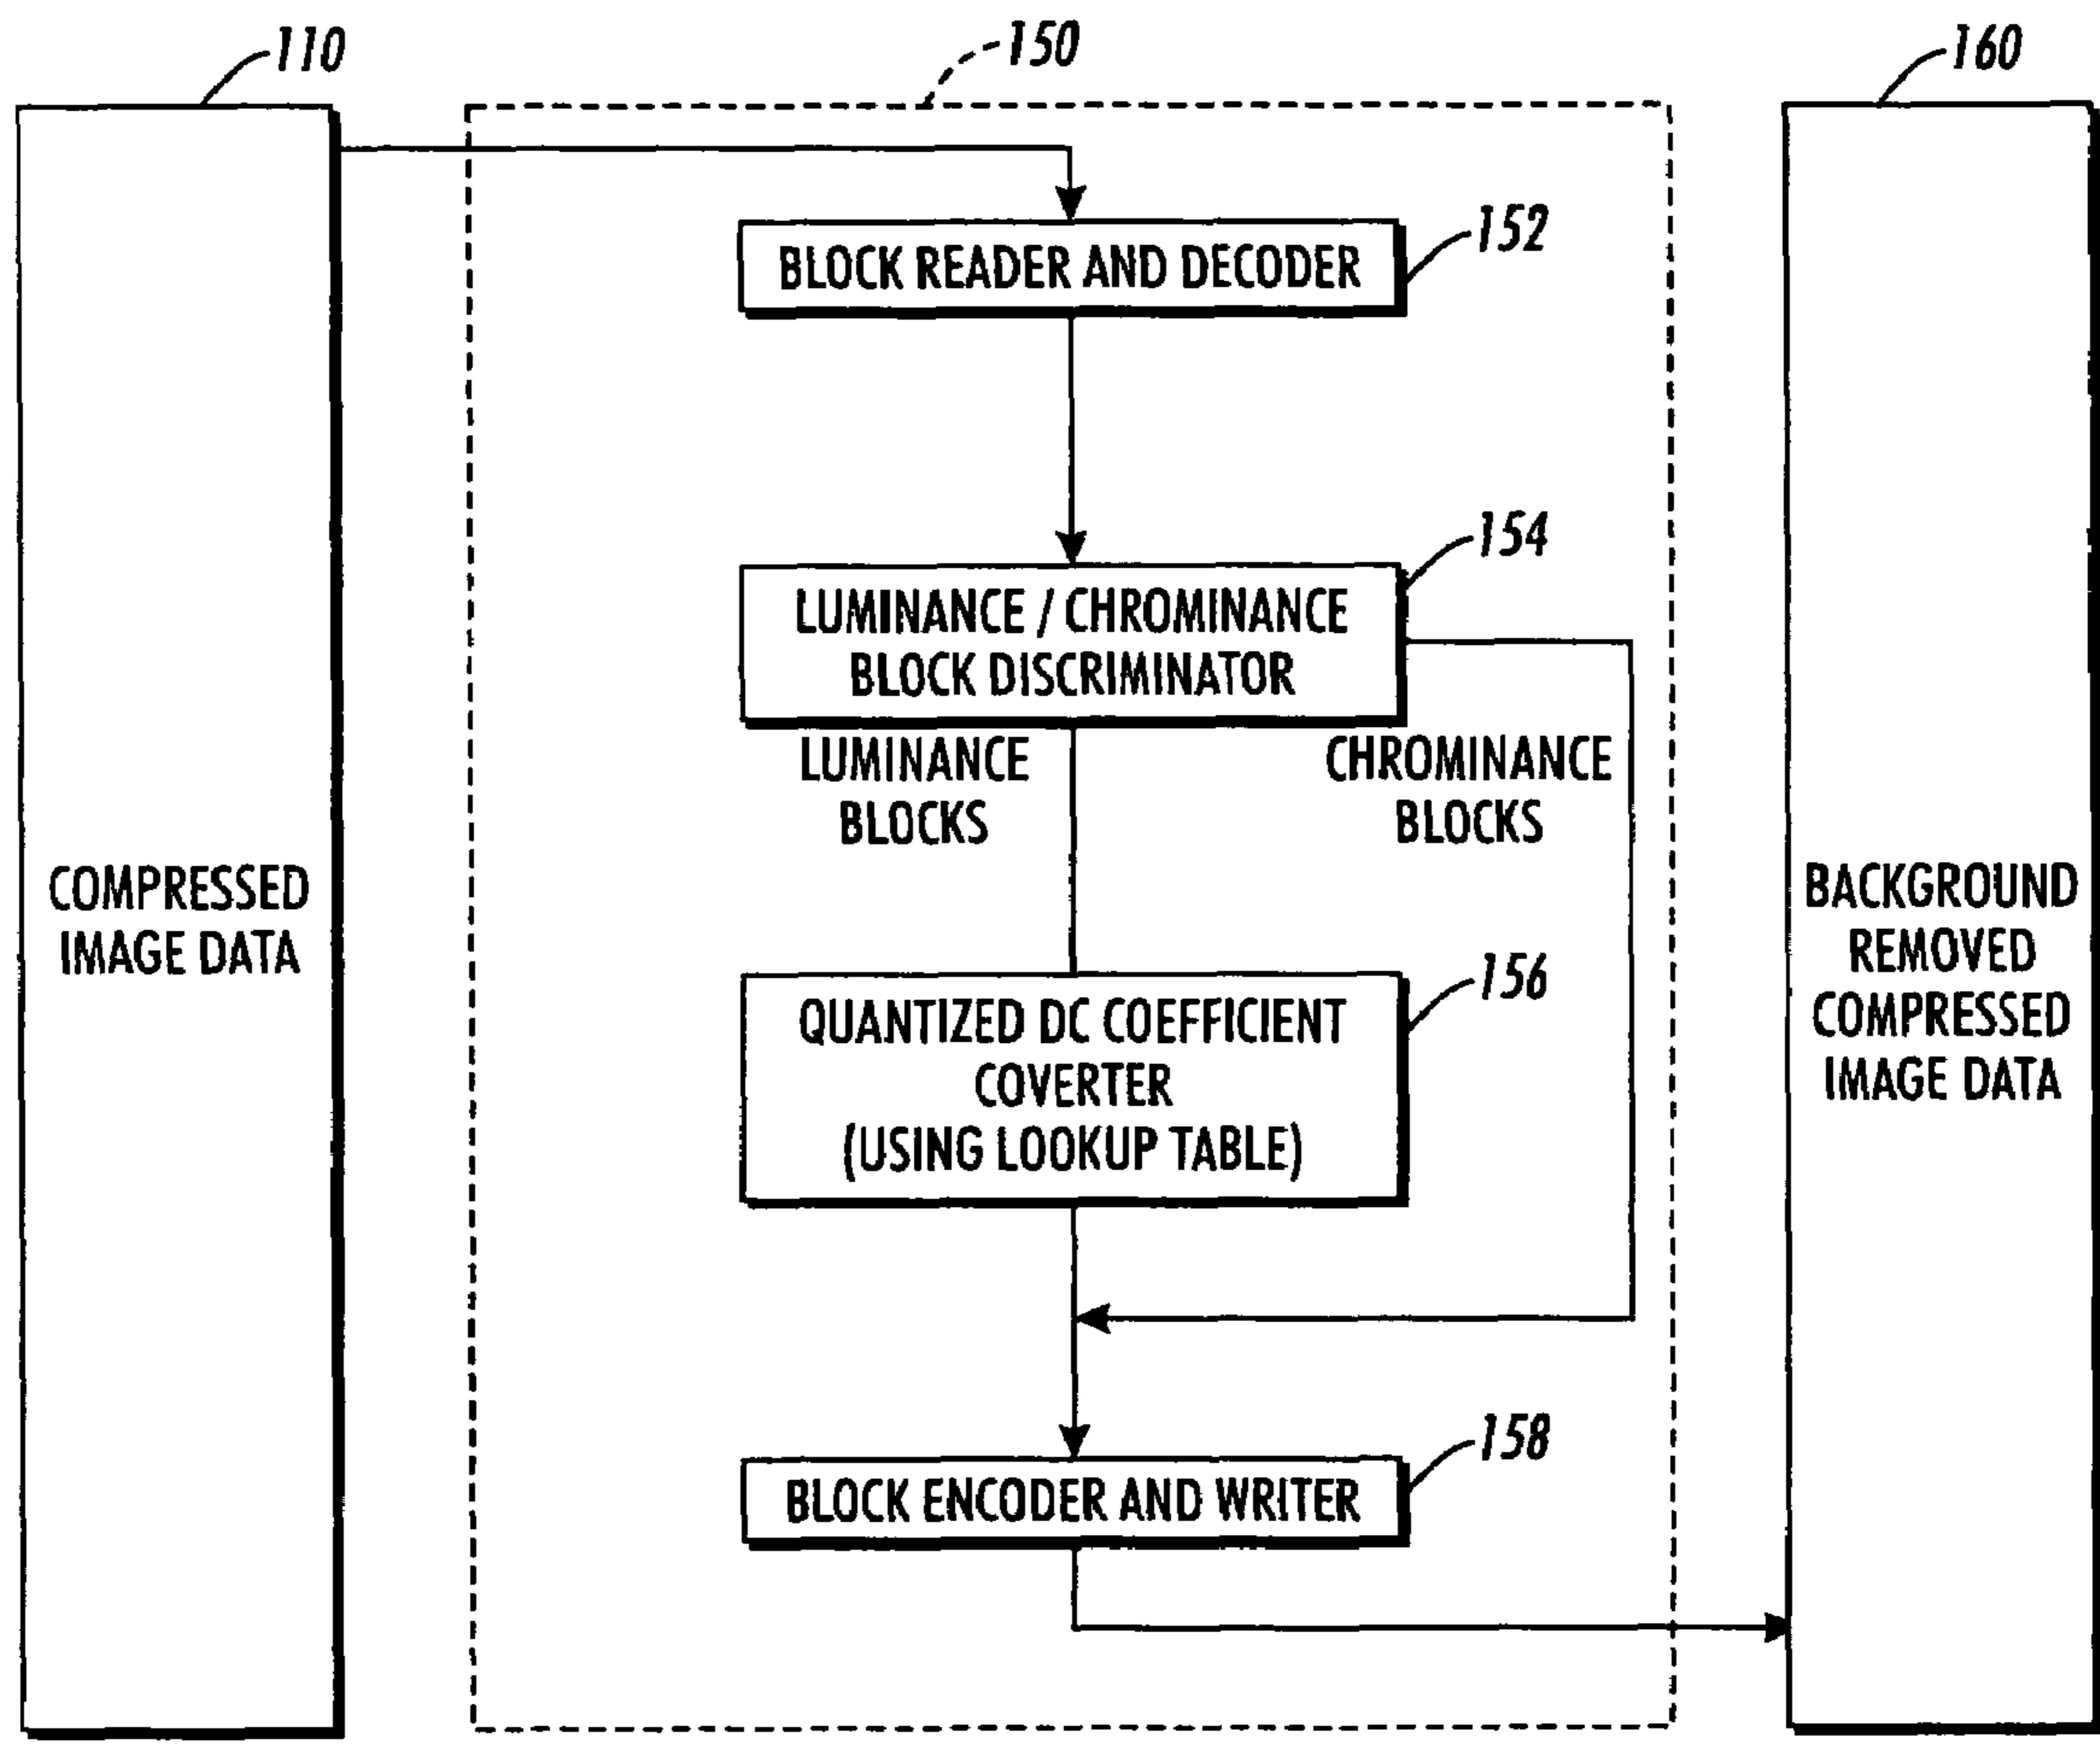 110
150
160
BLOCK READER AND DECODER
152
LUMINANCE / CHROMINANCE
BLOCK DISCRIMINATOR
154
LUMINANCE
BLOCKS
CHROMINANCE
BLOCKS
COMPRESSED
IMAGE DATA
QUANTIZED DC COEFFICIENT
COVERTER
(USING LOOKUP TABLE)
156
BACKGROUND
REMOVED
COMPRESSED
IMAGE DATA
BLOCK ENCODER AND WRITER
158